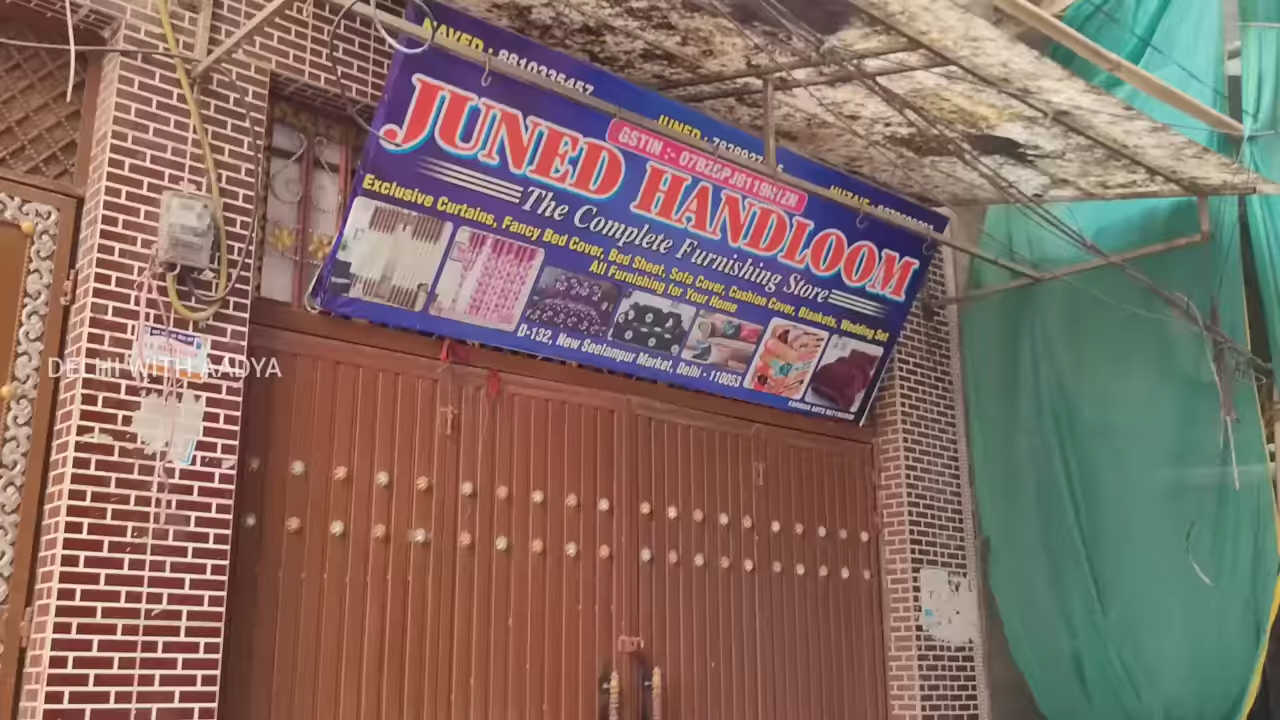 NAVED : 8810335457
JUNED :
GSTIN :-
JUNED HANDLOOM
The Complete Furnishing Store
Exclusive Curtains, Fancy Bed Cover, Bed Sheet, Sofa Cover, Cushion Cover, Blankets, Wedding Set
All Furnishing for Your Home
D-132, New Seelampur Market, Delhi - 110053
DELHI WITH AADYA